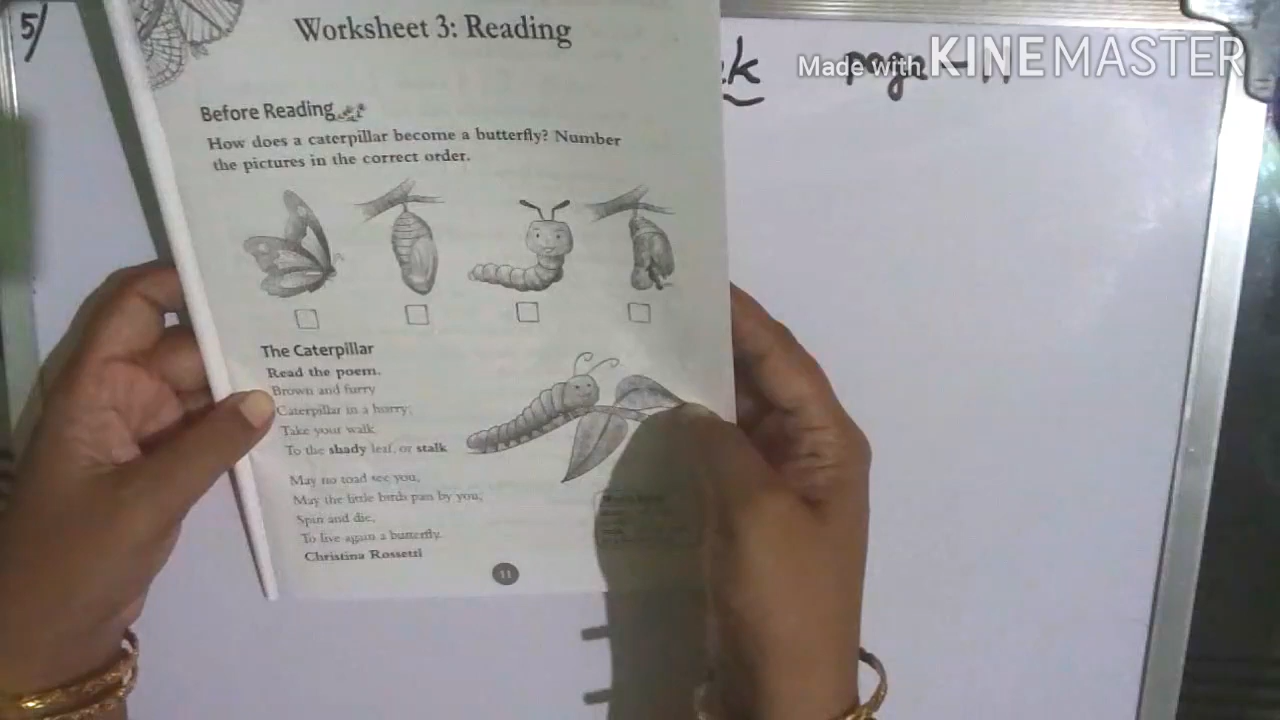 5/
Worksheet 3: Reading
k page - 11
Made with KINEMASTER
Before Reading
How does a caterpillar become a butterfly? Number
the pictures in the correct order.
The Caterpillar
Read the poem.
Brown and furry
Caterpillar in a hurry;
Take your walk
To the shady leaf, or stalk
May no toad see you,
May the little birds pass by you;
Spin and die,
To live again a butterfly.
Christina Rossetti
11